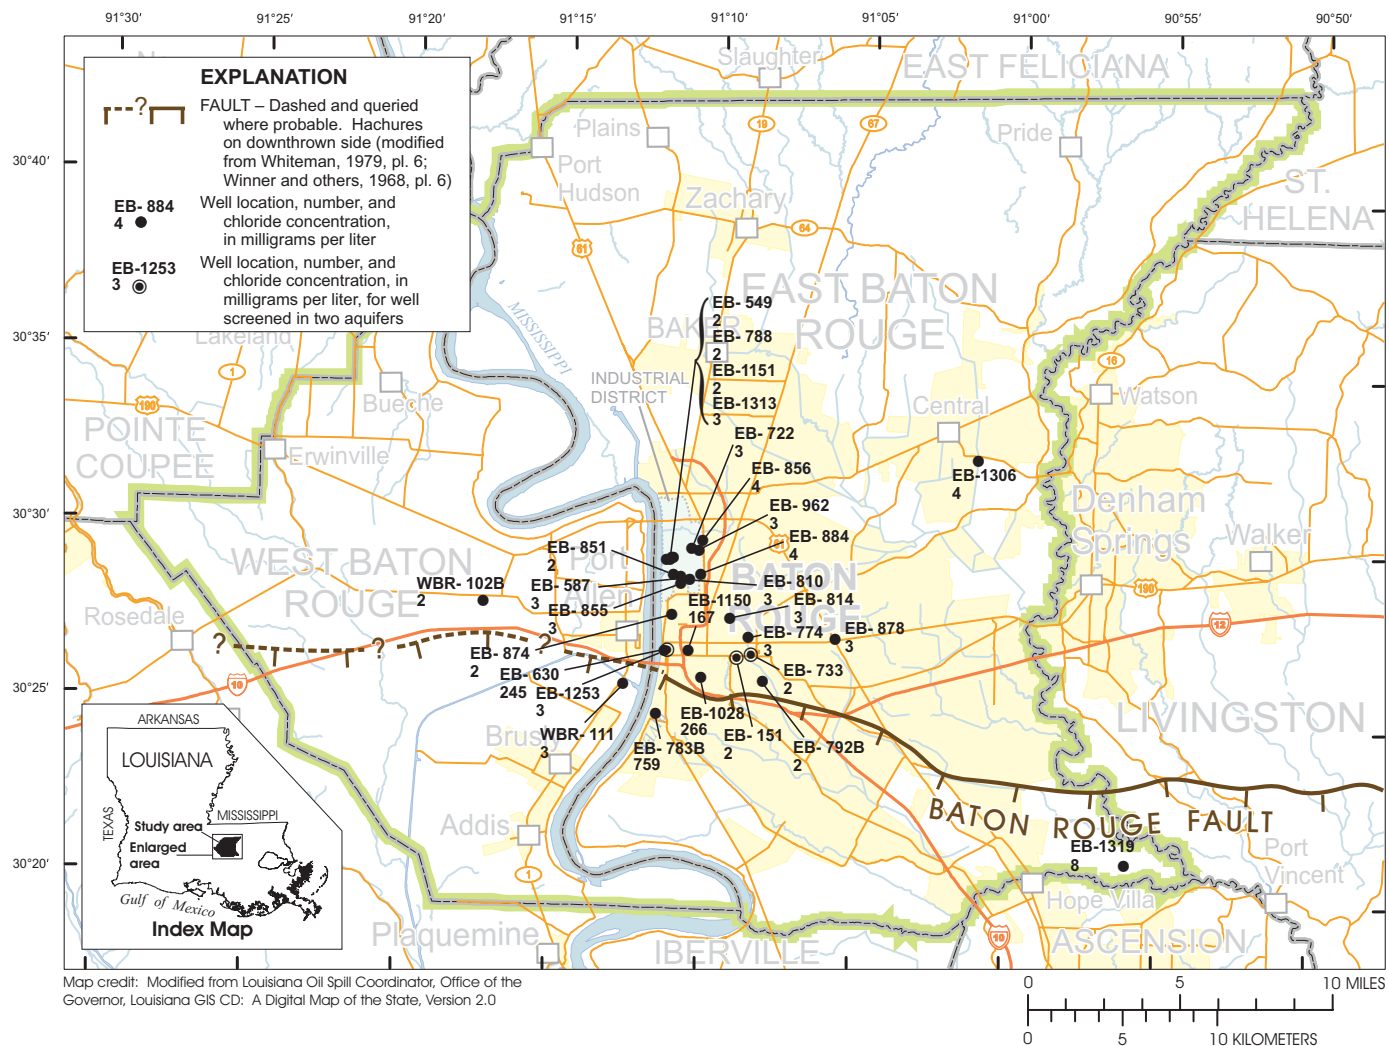 91°30′
91°25′
91°20′
91°15′
91°10′
91°05′
91°00′
90°55′
90°50′
30°40′
30°35′
30°30′
30°25′
30°20′
EXPLANATION
?
FAULT – Dashed and queried
where probable. Hachures
on downthrown side (modified
from Whiteman, 1979, pl. 6;
Winner and others, 1968, pl. 6)
EB- 884
4
Well location, number, and
chloride concentration,
in milligrams per liter
EB-1253
3
Well location, number, and
chloride concentration, in
milligrams per liter, for well
screened in two aquifers
Slaughter
EAST FELICIANA
Plains
19
67
Pride
Port
Hudson
Zachary
ST.
HELENA
61
64
EAST BATON
ROUGE
MISSISSIPPI
BAKER
Lakeland
1
190
Bueche
POINTE
COUPEE
Erwinville
INDUSTRIAL
DISTRICT
EB- 549
2
EB- 788
2
EB-1151
2
EB-1313
3
EB- 722
3
EB- 856
4
EB- 962
3
EB- 884
4
Central
16
Watson
EB-1306
4
Denham
Springs
Walker
190
WEST BATON
ROUGE
Port
Allen
61
BATON
ROUGE
EB- 851
2
WBR- 102B
2
EB- 587
3
EB- 855
3
EB-1150
167
EB- 810
3
EB- 814
3
EB- 774
3
EB- 878
3
12
Rosedale
?
?
?
10
EB- 874
2
EB- 630
245
EB-1253
3
EB- 733
2
WBR- 111
3
EB- 783B
759
EB-1028
266
EB- 151
2
EB- 792B
2
LIVINGSTON
Brusly
Addis
1
BATON ROUGE FAULT
EB-1319
8
Port
Vincent
Hope Villa
Plaquemine
IBERVILLE
10
ASCENSION
ARKANSAS
LOUISIANA
TEXAS
MISSISSIPPI
Study area
Enlarged
area
Gulf of Mexico
Index Map
Map credit: Modified from Louisiana Oil Spill Coordinator, Office of the
Governor, Louisiana GIS CD: A Digital Map of the State, Version 2.0
0 5 10 MILES
0 5 10 KILOMETERS